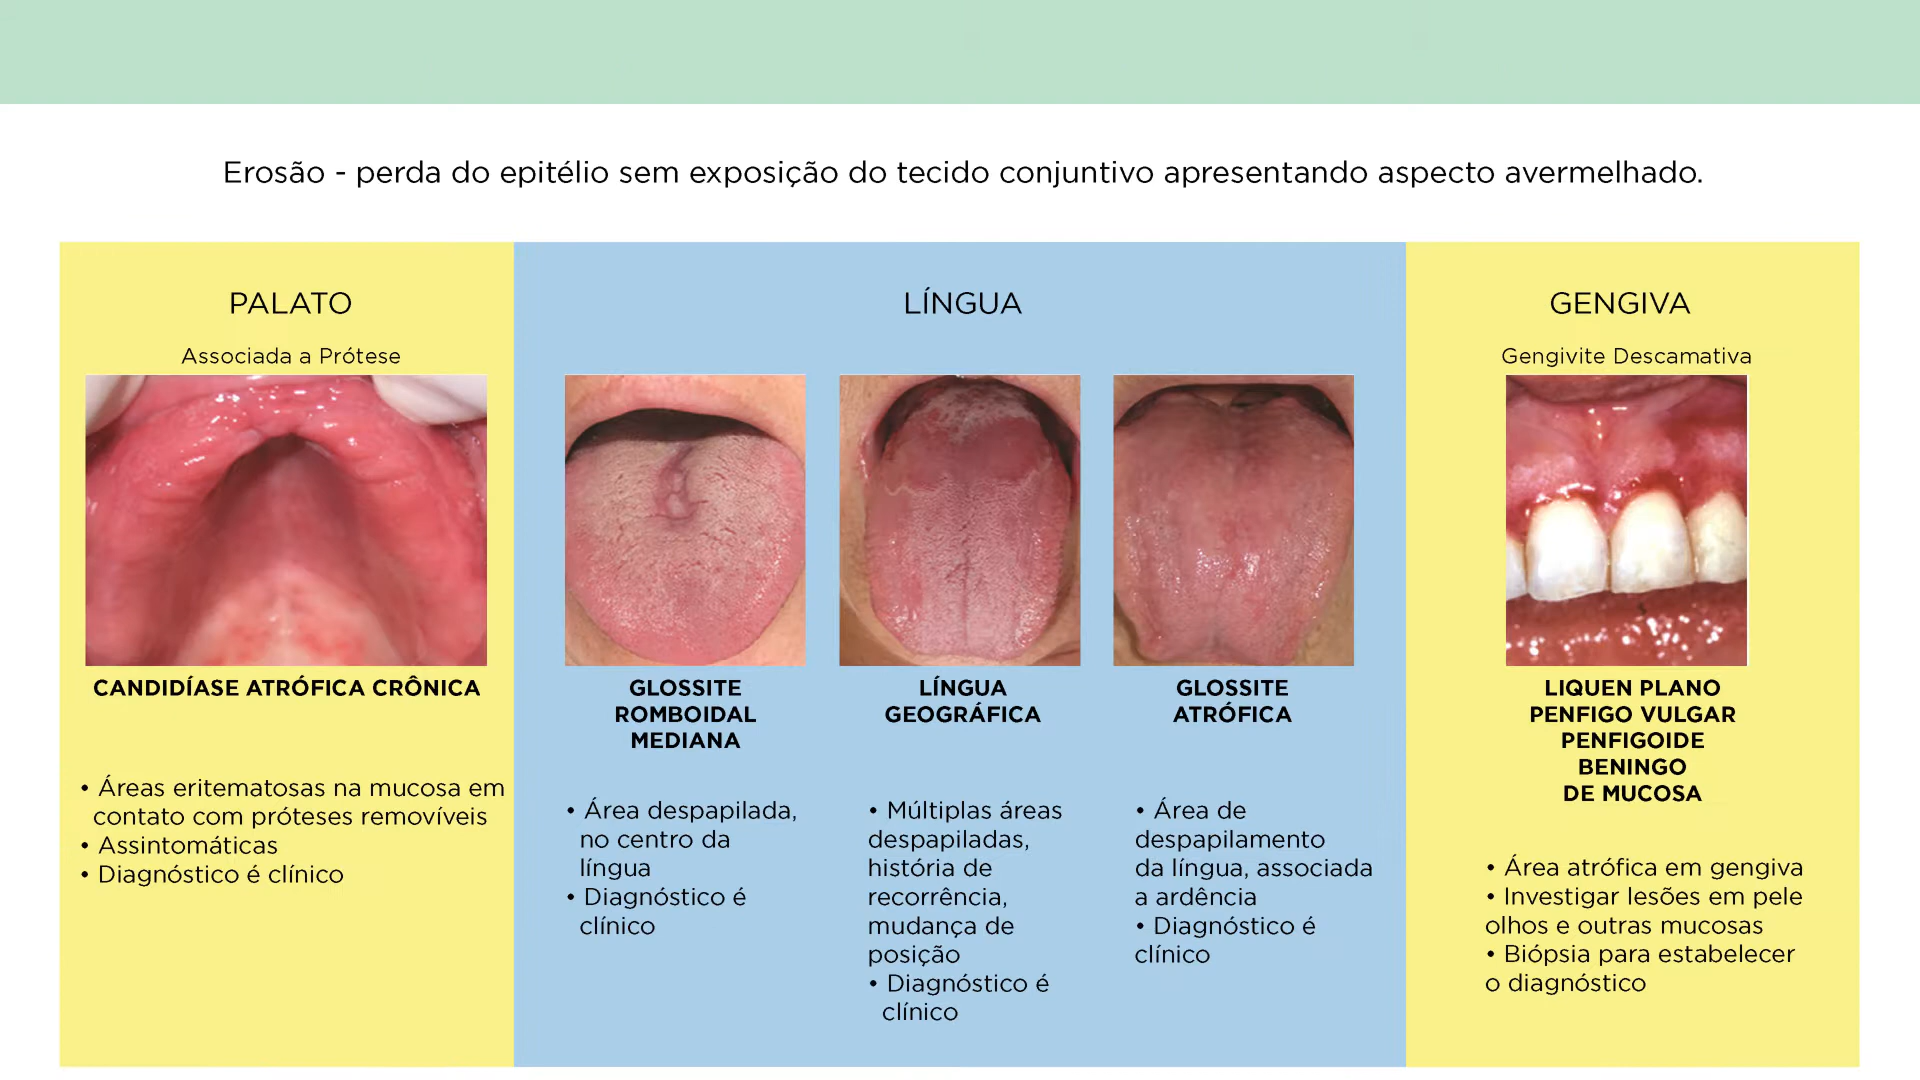 Erosão - perda do epitélio sem exposição do tecido conjuntivo apresentando aspecto avermelhado.
PALATO
Associada a Prótese
CANDIDÍASE ATRÓFICA CRÔNICA
• Áreas eritematosas na mucosa em
contato com próteses removíveis
• Assintomáticas
• Diagnóstico é clínico
LÍNGUA
GLOSSITE
ROMBOIDAL
MEDIANA
• Área despapilada,
no centro da
língua
• Diagnóstico é
clínico
LÍNGUA
GEOGRÁFICA
• Múltiplas áreas
despapiladas,
história de
recorrência,
mudança de
posição
• Diagnóstico é
clínico
GLOSSITE
ATRÓFICA
• Área de
despapilamento
da língua, associada
a ardência
• Diagnóstico é
clínico
GENGIVA
Gengivite Descamativa
LIQUEN PLANO
PENFIGO VULGAR
PENFIGOIDE
BENINGO
DE MUCOSA
• Área atrófica em gengiva
• Investigar lesões em pele
olhos e outras mucosas
• Biópsia para estabelecer
o diagnóstico